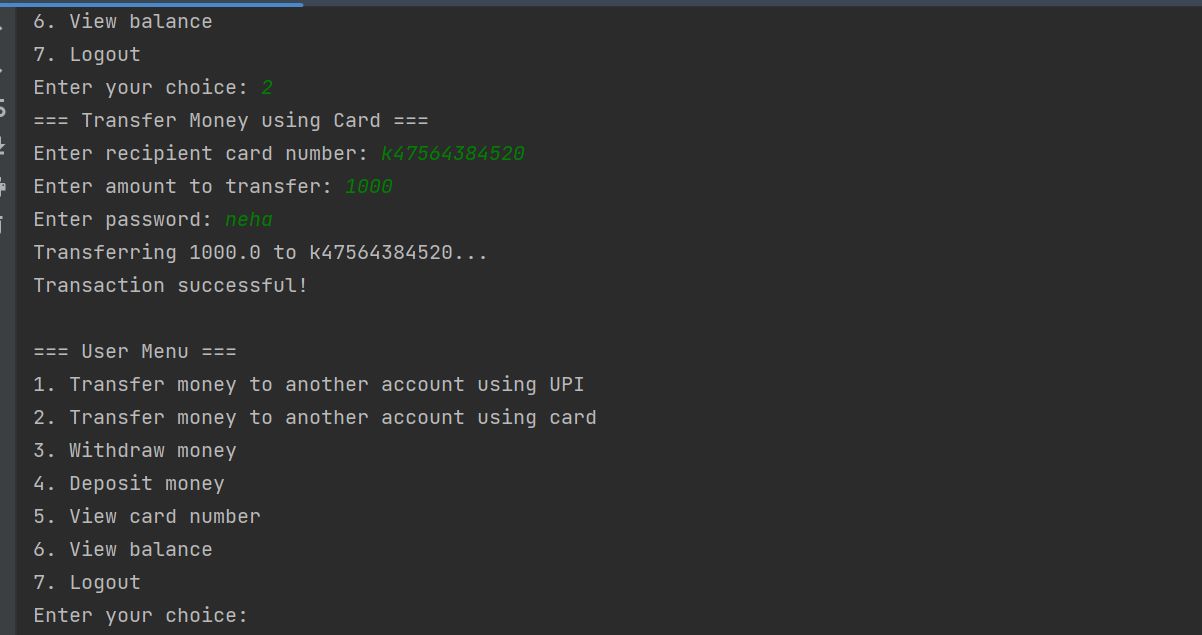 6. View balance
7. Logout
Enter your choice: 2
=== Transfer Money using Card ===
Enter recipient card number: k47564384520
Enter amount to transfer: 1000
Enter password: neha
Transferring 1000.0 to k47564384520...
Transaction successful!

=== User Menu ===
1. Transfer money to another account using UPI
2. Transfer money to another account using card
3. Withdraw money
4. Deposit money
5. View card number
6. View balance
7. Logout
Enter your choice: